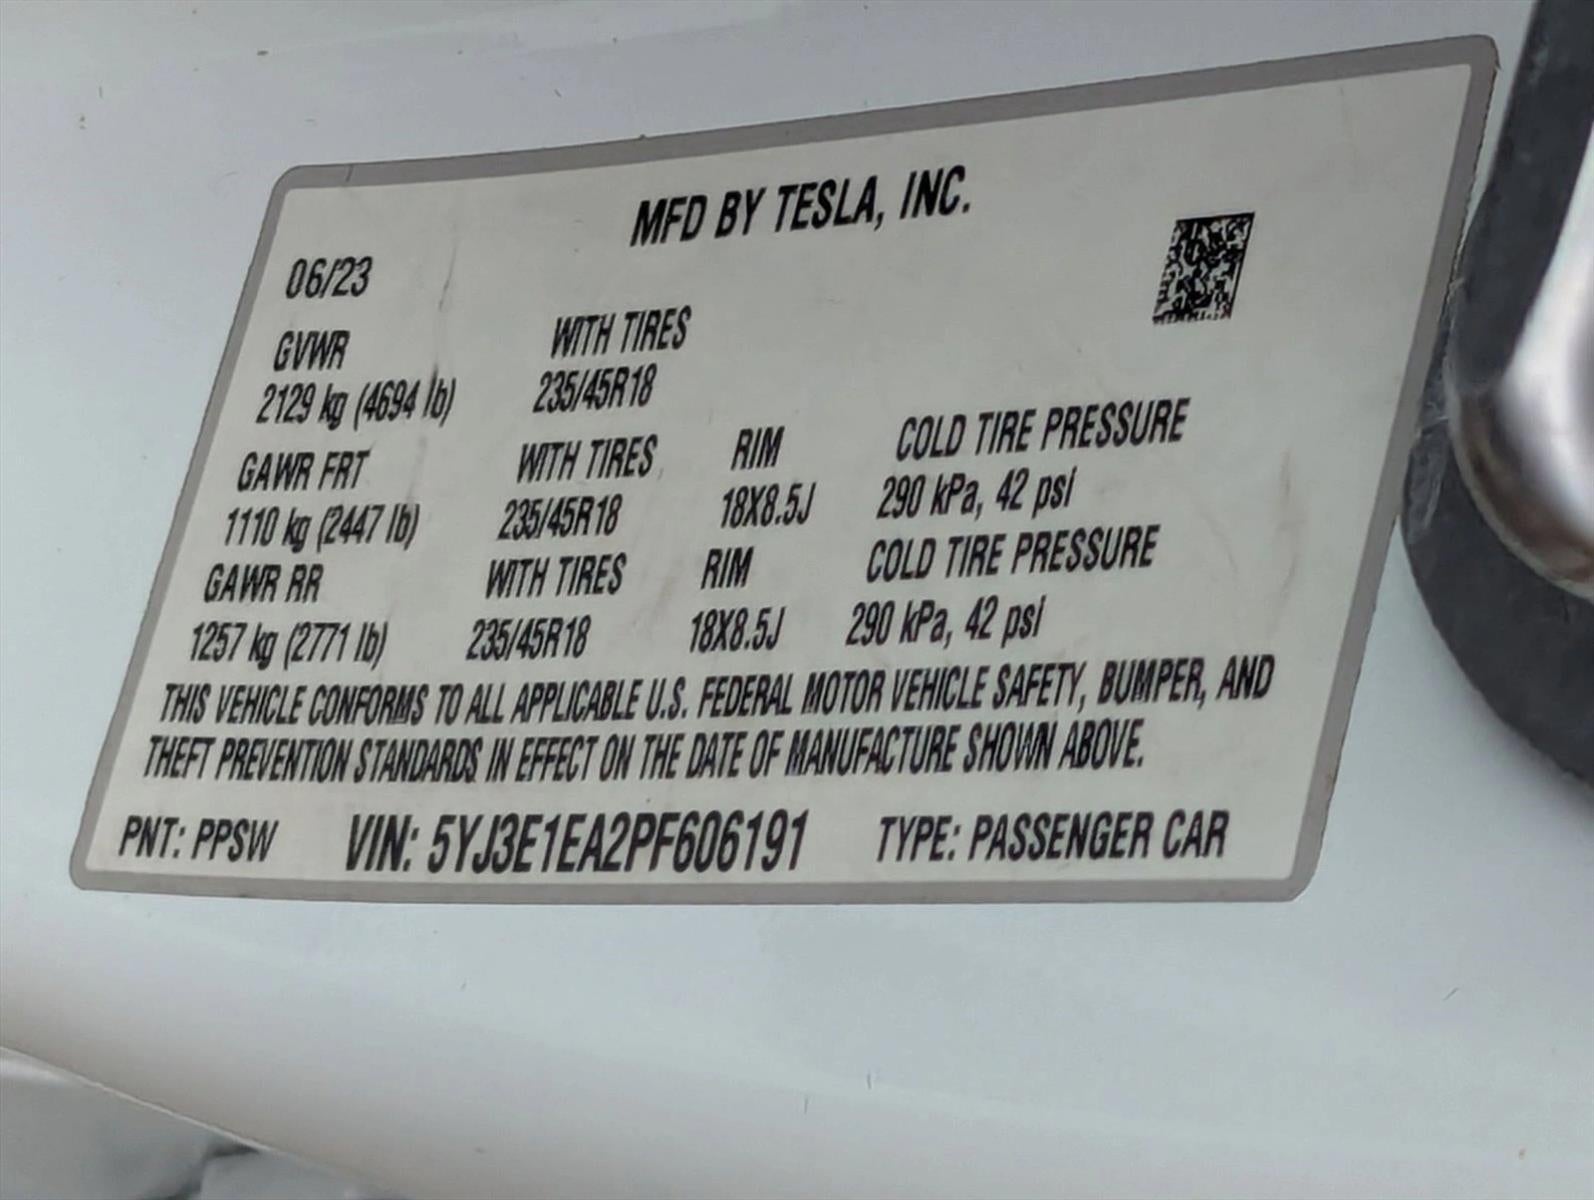 MFD BY TESLA, INC.
06/23
GVWR WITH TIRES
2129 kg (4694 lb) 235/45R18
GAWR FRT WITH TIRES RIM COLD TIRE PRESSURE
1110 kg (2447 lb) 235/45R18 18X8.5J 290 kPa, 42 psi
GAWR RR WITH TIRES RIM COLD TIRE PRESSURE
1257 kg (2771 lb) 235/45R18 18X8.5J 290 kPa, 42 psi
THIS VEHICLE CONFORMS TO ALL APPLICABLE U.S. FEDERAL MOTOR VEHICLE SAFETY, BUMPER, AND
THEFT PREVENTION STANDARDS IN EFFECT ON THE DATE OF MANUFACTURE SHOWN ABOVE.
PNT: PPSW VIN: 5YJ3E1EA2PF606191 TYPE: PASSENGER CAR